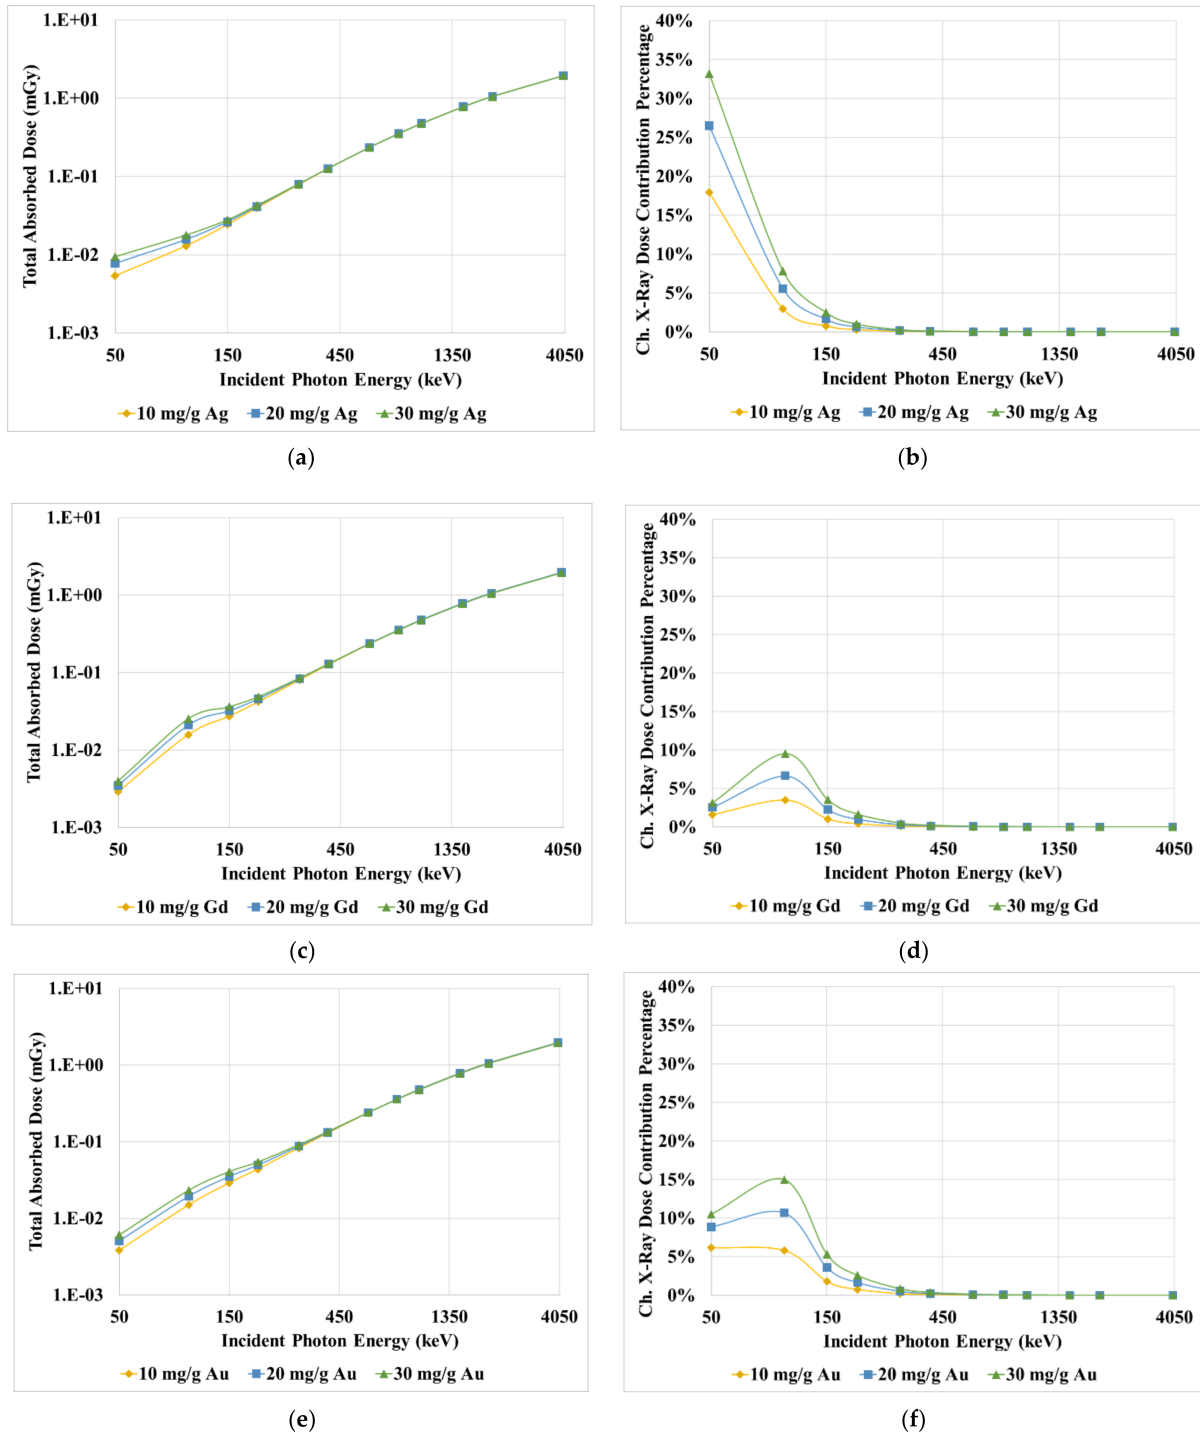 Total Absorbed Dose (mGy)
1.E+01
1.E+00
1.E-01
1.E-02
1.E-03
50 150 450 1350 4050
Incident Photon Energy (keV)
10 mg/g Ag 20 mg/g Ag 30 mg/g Ag
(a)
Ch. X-Ray Dose Contribution Percentage
40%
35%
30%
25%
20%
15%
10%
5%
0%
50 150 450 1350 4050
Incident Photon Energy (keV)
10 mg/g Ag 20 mg/g Ag 30 mg/g Ag
(b)
Total Absorbed Dose (mGy)
1.E+01
1.E+00
1.E-01
1.E-02
1.E-03
50 150 450 1350 4050
Incident Photon Energy (keV)
10 mg/g Gd 20 mg/g Gd 30 mg/g Gd
(c)
Ch. X-Ray Dose Contribution Percentage
40%
35%
30%
25%
20%
15%
10%
5%
0%
50 150 450 1350 4050
Incident Photon Energy (keV)
10 mg/g Gd 20 mg/g Gd 30 mg/g Gd
(d)
Total Absorbed Dose (mGy)
1.E+01
1.E+00
1.E-01
1.E-02
1.E-03
50 150 450 1350 4050
Incident Photon Energy (keV)
10 mg/g Au 20 mg/g Au 30 mg/g Au
(e)
Ch. X-Ray Dose Contribution Percentage
40%
35%
30%
25%
20%
15%
10%
5%
0%
50 150 450 1350 4050
Incident Photon Energy (keV)
10 mg/g Au 20 mg/g Au 30 mg/g Au
(f)